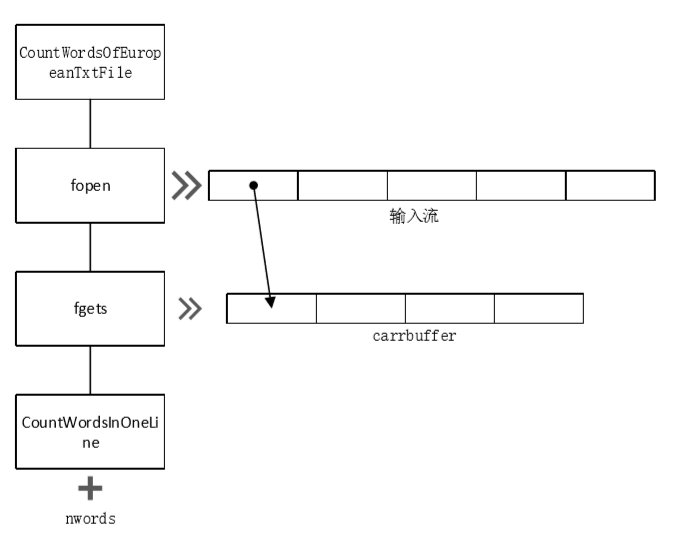 CountWordsOfEurop
eanTxtFile
fopen
输入流
fgets
carrbuffer
CountWordsInOneLi
ne
nwords